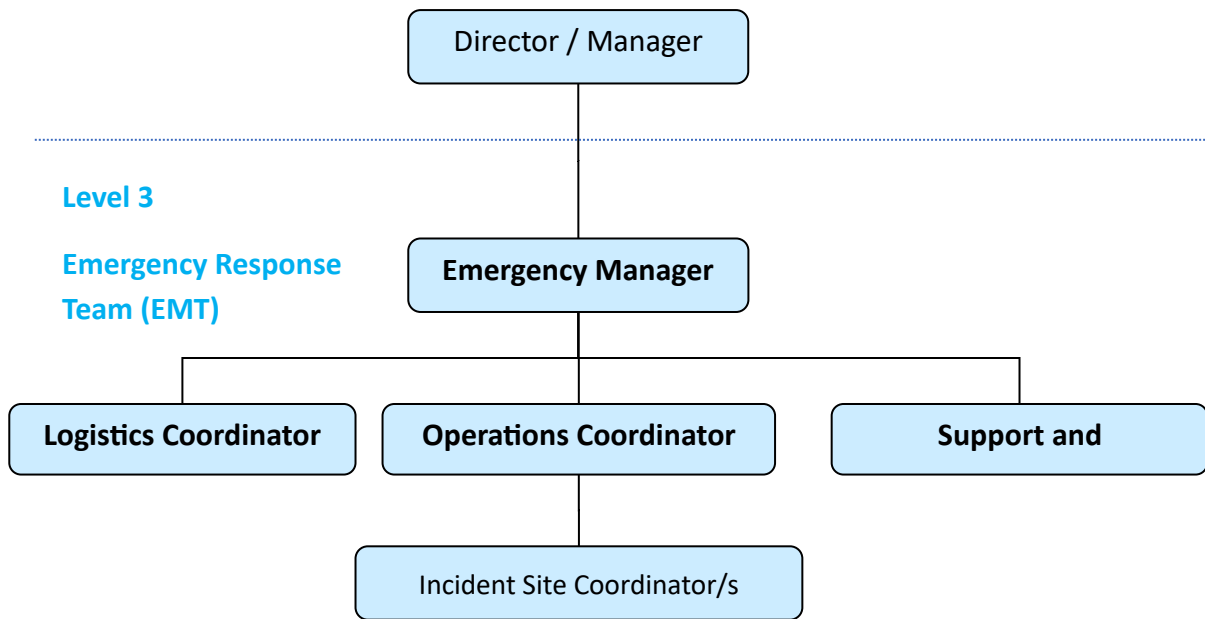 Director / Manager
Level 3
Emergency Response
Team (EMT)
Emergency Manager
Logistics Coordinator
Operations Coordinator
Support and
Incident Site Coordinator/s